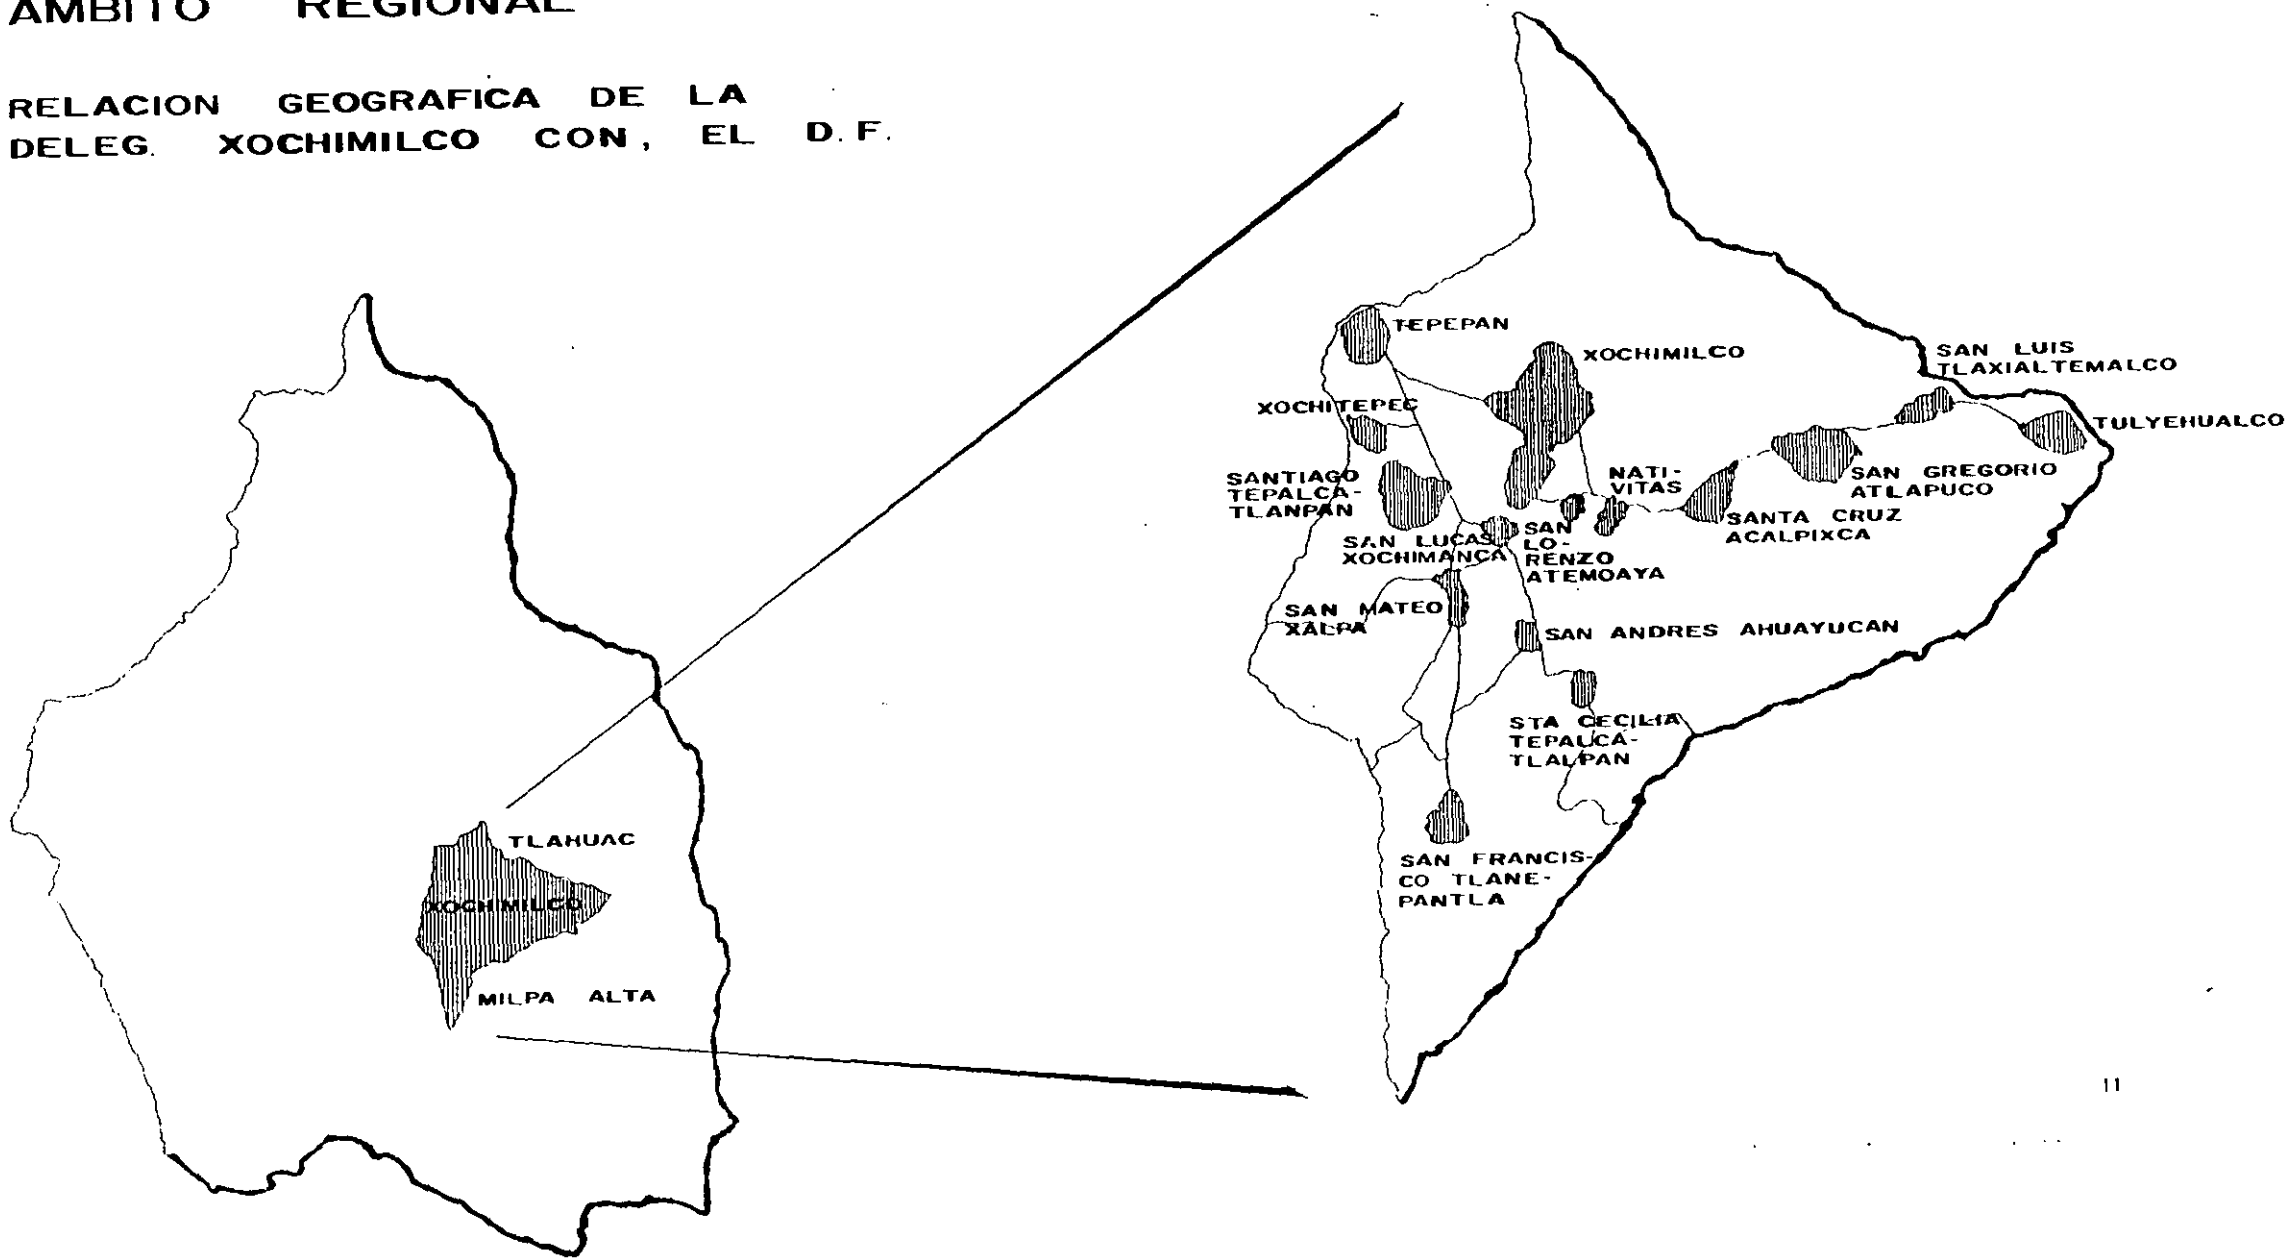 AMBITO REGIONAL
RELACION GEOGRAFICA DE LA
DELEG. XOCHIMILCO CON, EL D.F.
TLAHUAC
XOCHIMILCO
MILPA ALTA
TEPEPAN
XOCHIMILCO
SAN LUIS
TLAXIALTEMALCO
XOCHITEPEC
TULYEHUALCO
SANTIAGO
TEPALCA-
TLANPAN
NATI-
VITAS
SAN GREGORIO
ATLAPUCO
SANTA CRUZ
ACALPIXCA
SAN LUCAS
XOCHIMANCA
SAN
LO-
RENZO
ATEMOAYA
SAN MATEO
XALPA
SAN ANDRES AHUAYUCAN
STA CECILIA
TEPALCA-
TLALPAN
SAN FRANCIS-
CO TLANE-
PANTLA
11